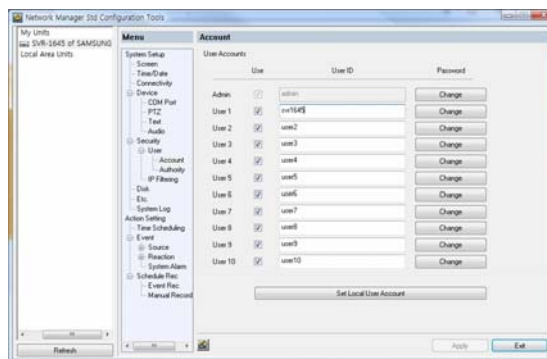 Network Manager Std Configuration Tools
My Units
SVR-1645 of SAMSUNG
Local Area Units
Refresh
Menu
System Setup
Screen
Time/Date
Connectivity
Device
COM Port
PTZ
Text
Audio
Security
User
Account
Authority
IP Filtering
Disk
Etc.
System Log
Action Setting
Time Scheduling
Event
Source
Reaction
System Alarm
Schedule Rec.
Event Rec
Manual Record
Account
User Accounts
Use User ID Password
Admin admin Change
User 1 svr1645 Change
User 2 user2 Change
User 3 user3 Change
User 4 user4 Change
User 5 user5 Change
User 6 user6 Change
User 7 user7 Change
User 8 user8 Change
User 9 user9 Change
User 10 user10 Change
Set Local User Account
Apply Exit